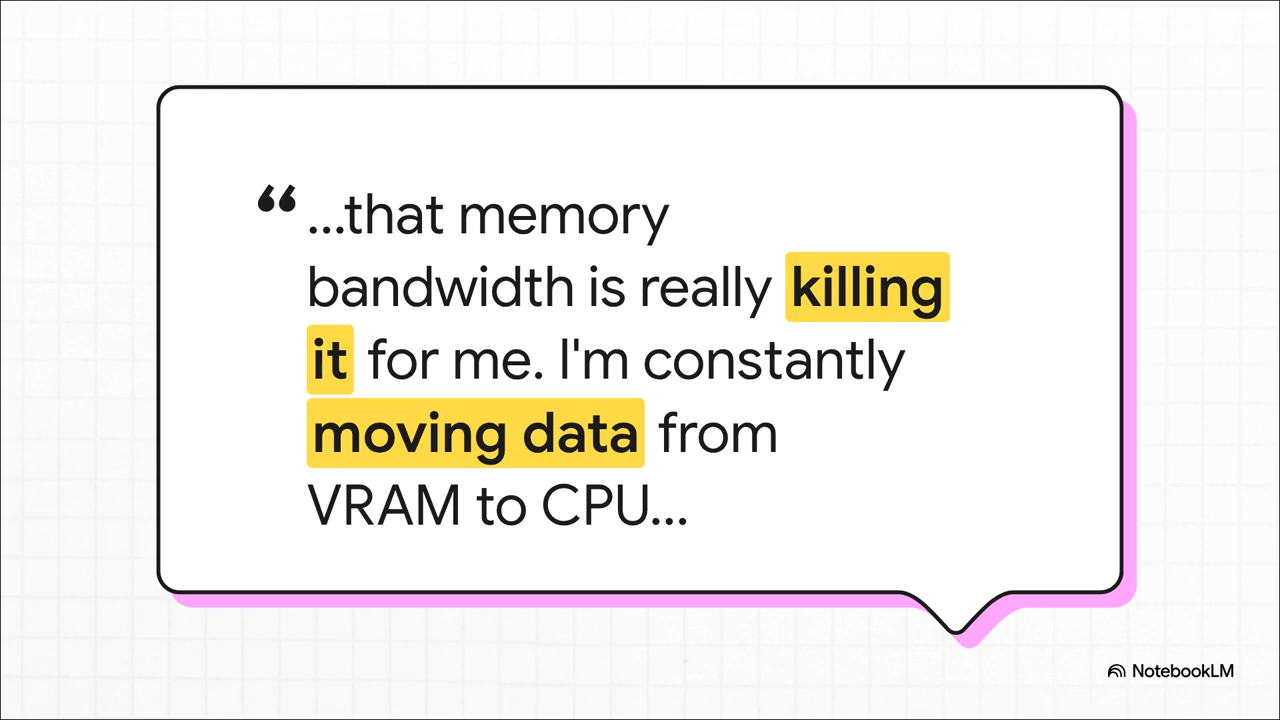 “...that memory
bandwidth is really killing
it for me. I'm constantly
moving data from
VRAM to CPU...
NotebookLM